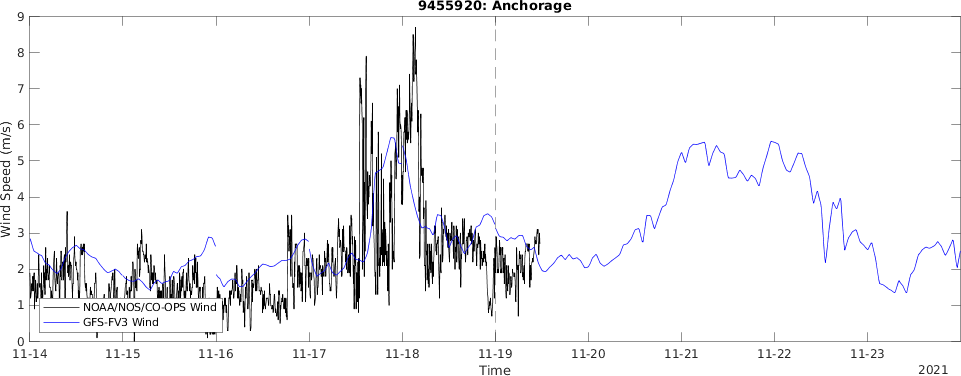 9455920: Anchorage
9
8
7
6
5
4
3
2
1
0
Wind Speed (m/s)
NOAA/NOS/CO-OPS Wind
GFS-FV3 Wind
11-14 11-15 11-16 11-17 11-18 11-19 11-20 11-21 11-22 11-23
Time
2021